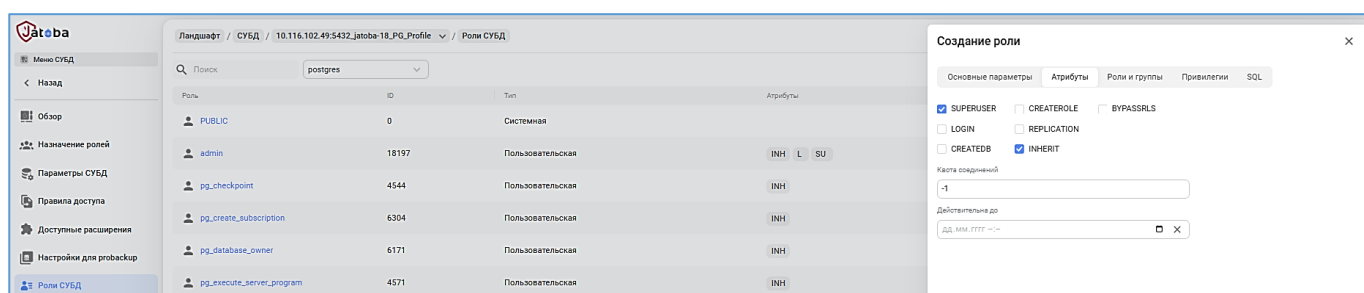 Jatoba
Меню СУБД
Назад
Обзор
Назначение ролей
Параметры СУБД
Правила доступа
Доступные расширения
Настройки для probackup
Роли СУБД
Ландшафт / СУБД / 10.116.102.49:5432_jatoba-18_PG_Profile / Роли СУБД
Поиск postgres
Роль ID Тип Атрибуты
PUBLIC 0 Системная
admin 18197 Пользовательская INH L SU
pg_checkpoint 4544 Пользовательская INH
pg_create_subscription 6304 Пользовательская INH
pg_database_owner 6171 Пользовательская INH
pg_execute_server_program 4571 Пользовательская INH
Создание роли
Основные параметры Атрибуты Роли и группы Привилегии SQL
SUPERUSER CREATEROLE BYPASSRLS
LOGIN REPLICATION
CREATEDB INHERIT
Квота соединений
-1
Действительна до
дд.мм.гггг --:--